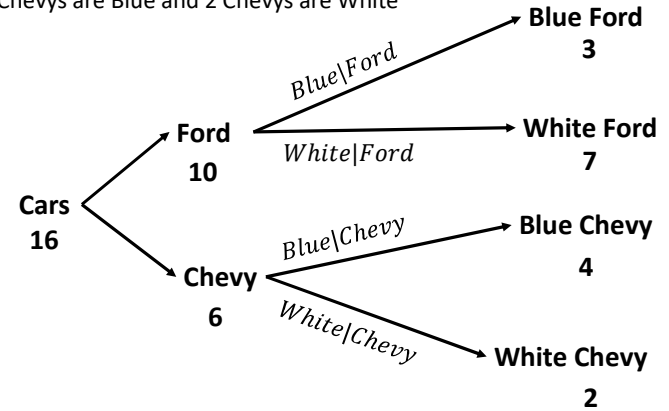 Chevys are Blue and 2 Chevys are White
Blue Ford
3
Blue|Ford
Ford
10
White|Ford
White Ford
7
Cars
16
Blue|Chevy
Blue Chevy
4
Chevy
6
White|Chevy
White Chevy
2